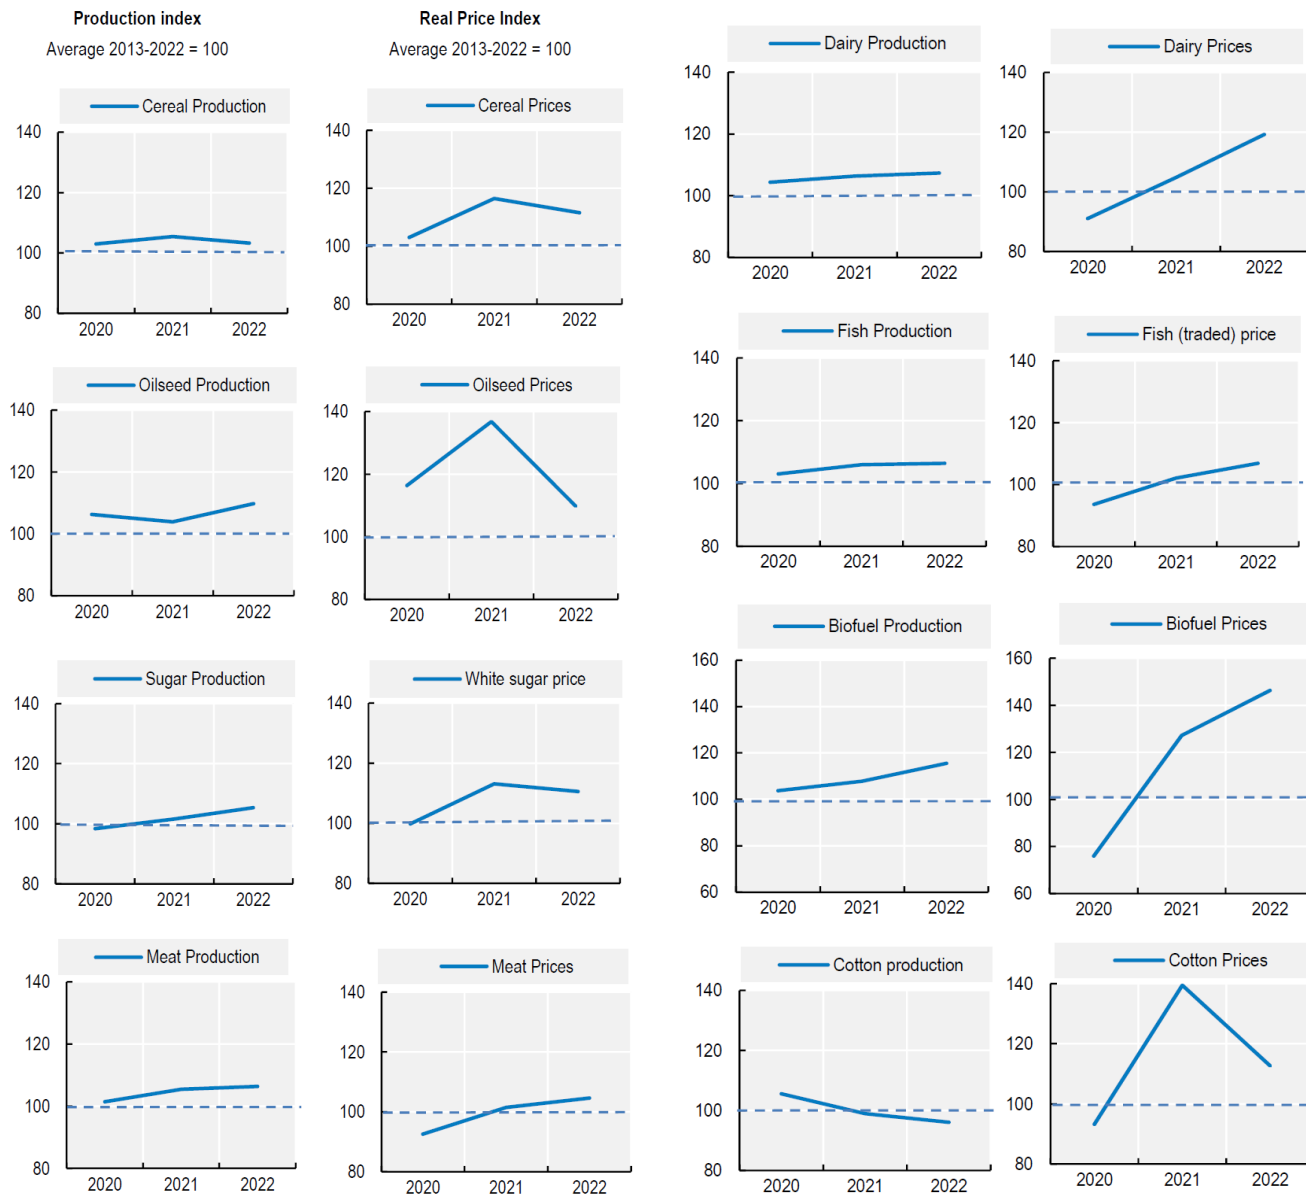 Production index
Average 2013-2022 = 100
Real Price Index
Average 2013-2022 = 100
Cereal Production
140
120
100
80
2020 2021 2022
Cereal Prices
140
120
100
80
2020 2021 2022
Oilseed Production
140
120
100
80
2020 2021 2022
Oilseed Prices
140
120
100
80
2020 2021 2022
Sugar Production
140
120
100
80
2020 2021 2022
White sugar price
140
120
100
80
2020 2021 2022
Meat Production
140
120
100
80
2020 2021 2022
Meat Prices
140
120
100
80
2020 2021 2022
Dairy Production
140
120
100
80
2020 2021 2022
Dairy Prices
140
120
100
80
2020 2021 2022
Fish Production
140
120
100
80
2020 2021 2022
Fish (traded) price
140
120
100
80
2020 2021 2022
Biofuel Production
160
140
120
100
80
60
2020 2021 2022
Biofuel Prices
160
140
120
100
80
60
2020 2021 2022
Cotton production
140
120
100
80
2020 2021 2022
Cotton Prices
140
120
100
80
2020 2021 2022